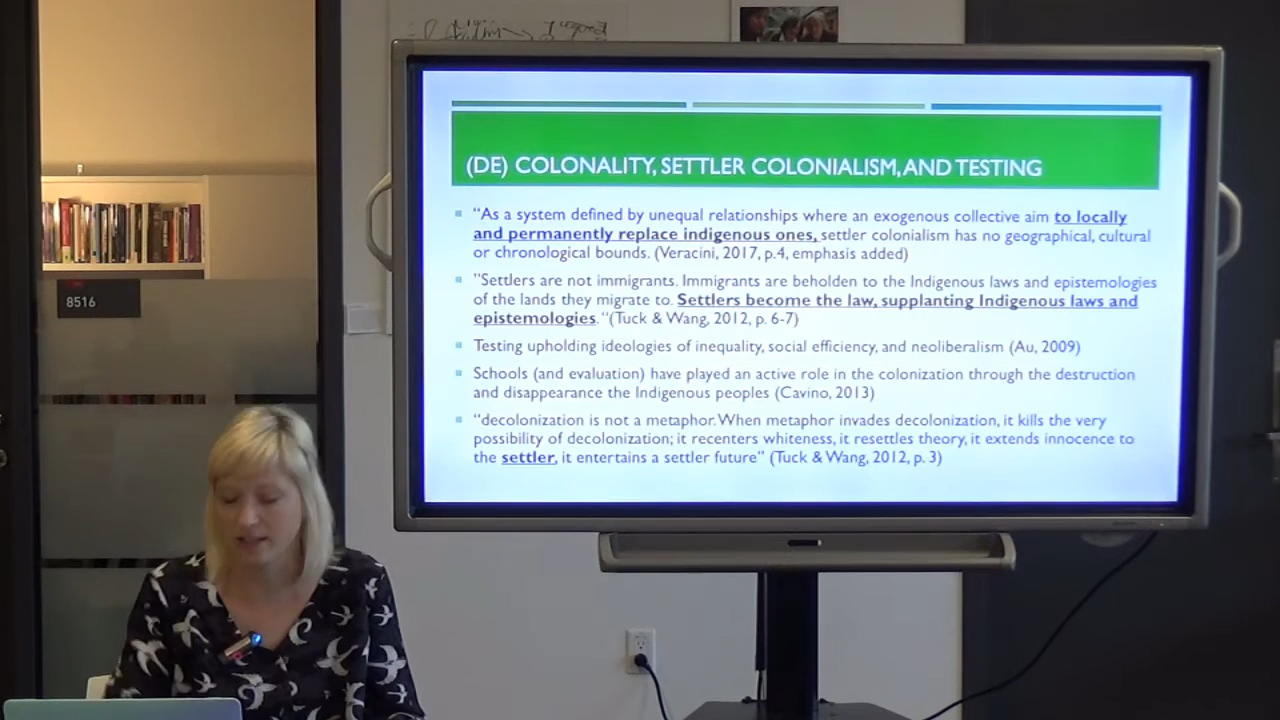 (DE) COLONALITY, SETTLER COLONIALISM, AND TESTING
"As a system defined by unequal relationships where an exogenous collective aim to locally
and permanently replace indigenous ones, settler colonialism has no geographical, cultural
or chronological bounds. (Veracini, 2017, p.4, emphasis added)
"Settlers are not immigrants. Immigrants are beholden to the Indigenous laws and epistemologies
of the lands they migrate to. Settlers become the law, supplanting Indigenous laws and
epistemologies."(Tuck & Wang, 2012, p. 6-7)
Testing upholding ideologies of inequality, social efficiency, and neoliberalism (Au, 2009)
Schools (and evaluation) have played an active role in the colonization through the destruction
and disappearance the Indigenous peoples (Cavino, 2013)
"decolonization is not a metaphor. When metaphor invades decolonization, it kills the very
possibility of decolonization; it recenters whiteness, it resettles theory, it extends innocence to
the settler, it entertains a settler future" (Tuck & Wang, 2012, p. 3)
8516